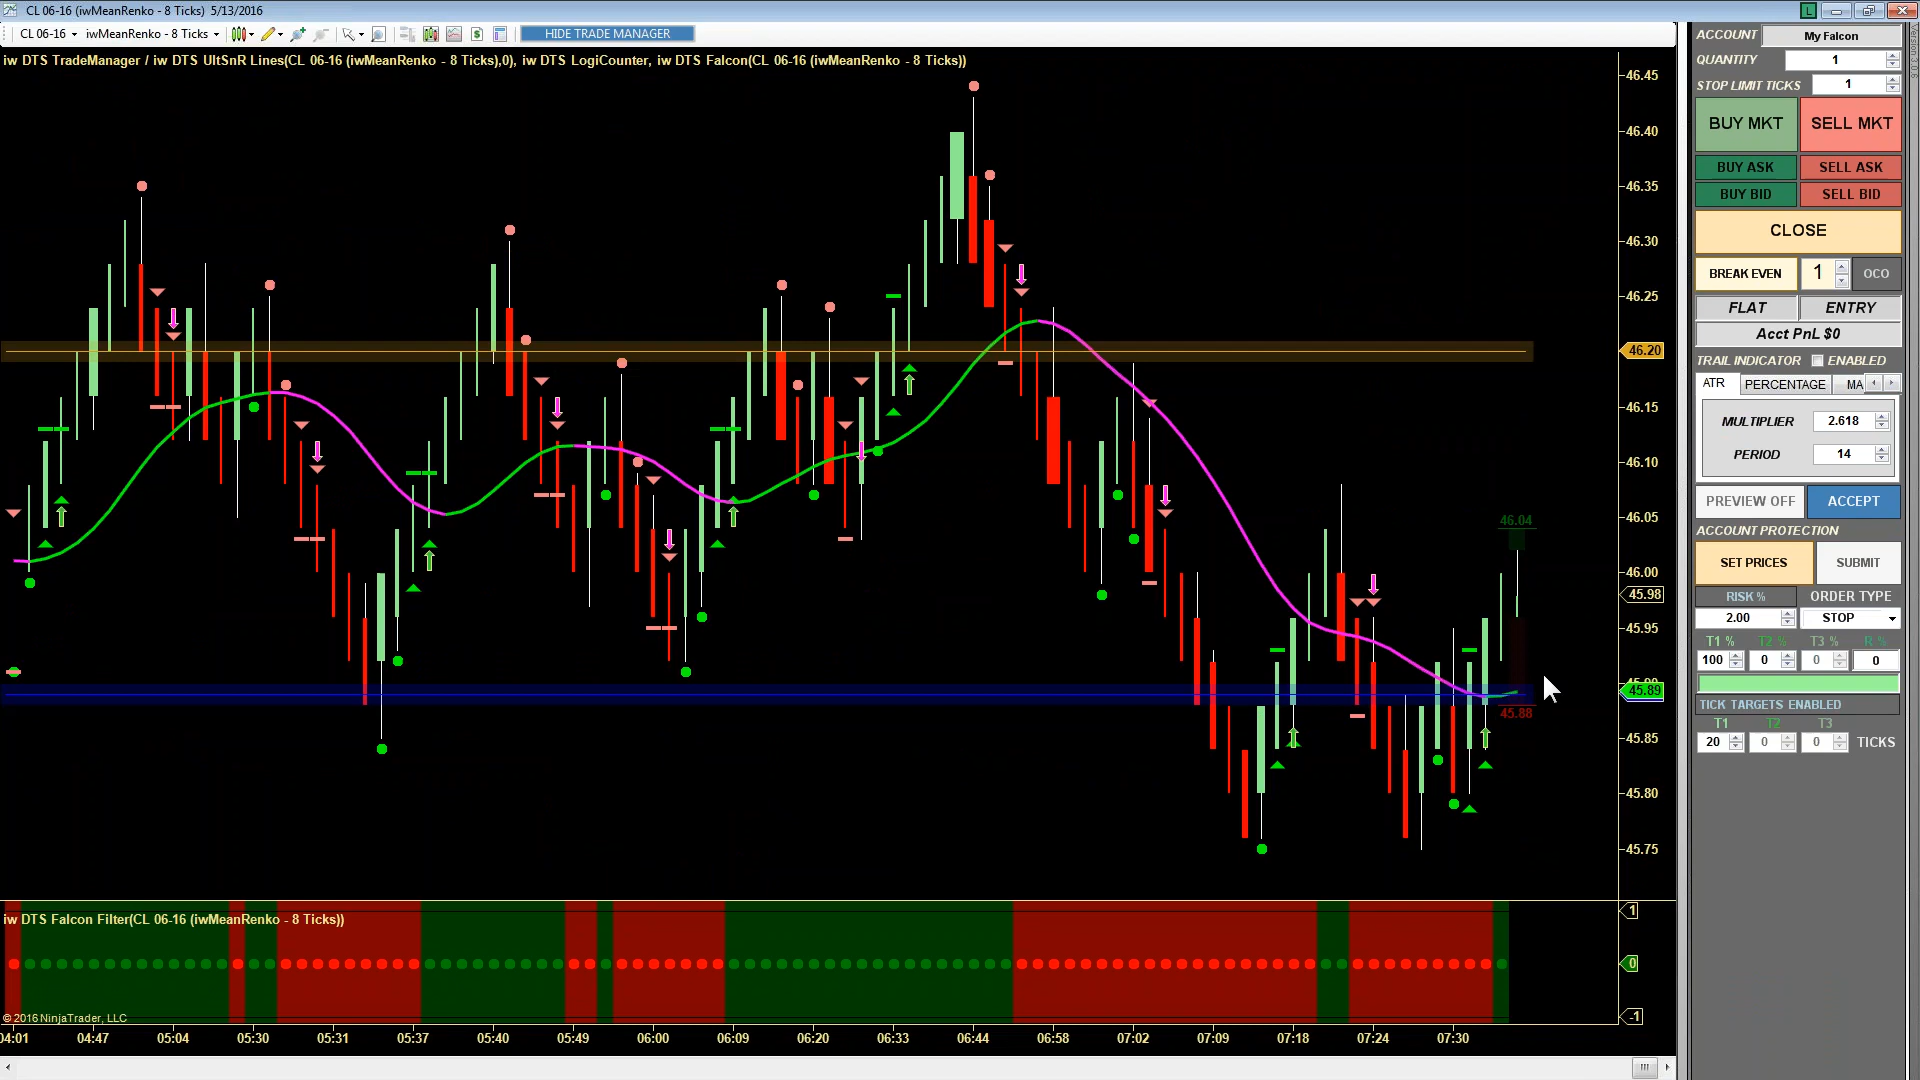 CL 06-16 (iwMeanRenko - 8 Ticks) 5/13/2016
L
CL 06-16 iwMeanRenko - 8 Ticks HIDE TRADE MANAGER
iw DTS TradeManager / iw DTS UltSnR Lines(CL 06-16 (iwMeanRenko - 8 Ticks),0), iw DTS LogiCounter, iw DTS Falcon(CL 06-16 (iwMeanRenko - 8 Ticks))
46.45
46.40
46.35
46.30
46.25
46.20
46.15
46.10
46.05
46.04
46.00
45.98
45.95
45.89
45.88
45.85
45.80
45.75
iw DTS Falcon Filter(CL 06-16 (iwMeanRenko - 8 Ticks))
1
0
-1
© 2016 NinjaTrader, LLC
04:01 04:47 05:04 05:30 05:31 05:37 05:40 05:49 06:00 06:09 06:20 06:33 06:44 06:58 07:02 07:09 07:18 07:24 07:30
ACCOUNT My Falcon
QUANTITY 1
STOP LIMIT TICKS 1
BUY MKT SELL MKT
BUY ASK SELL ASK
BUY BID SELL BID
CLOSE
BREAK EVEN 1 OCO
FLAT ENTRY
Acct PnL $0
TRAIL INDICATOR ENABLED
ATR PERCENTAGE MA
MULTIPLIER 2.618
PERIOD 14
PREVIEW OFF ACCEPT
ACCOUNT PROTECTION
SET PRICES SUBMIT
RISK % ORDER TYPE
2.00 STOP
T1 % T2 % T3 % R %
100 0 0 0
TICK TARGETS ENABLED
T1 T2 T3
20 0 0 TICKS